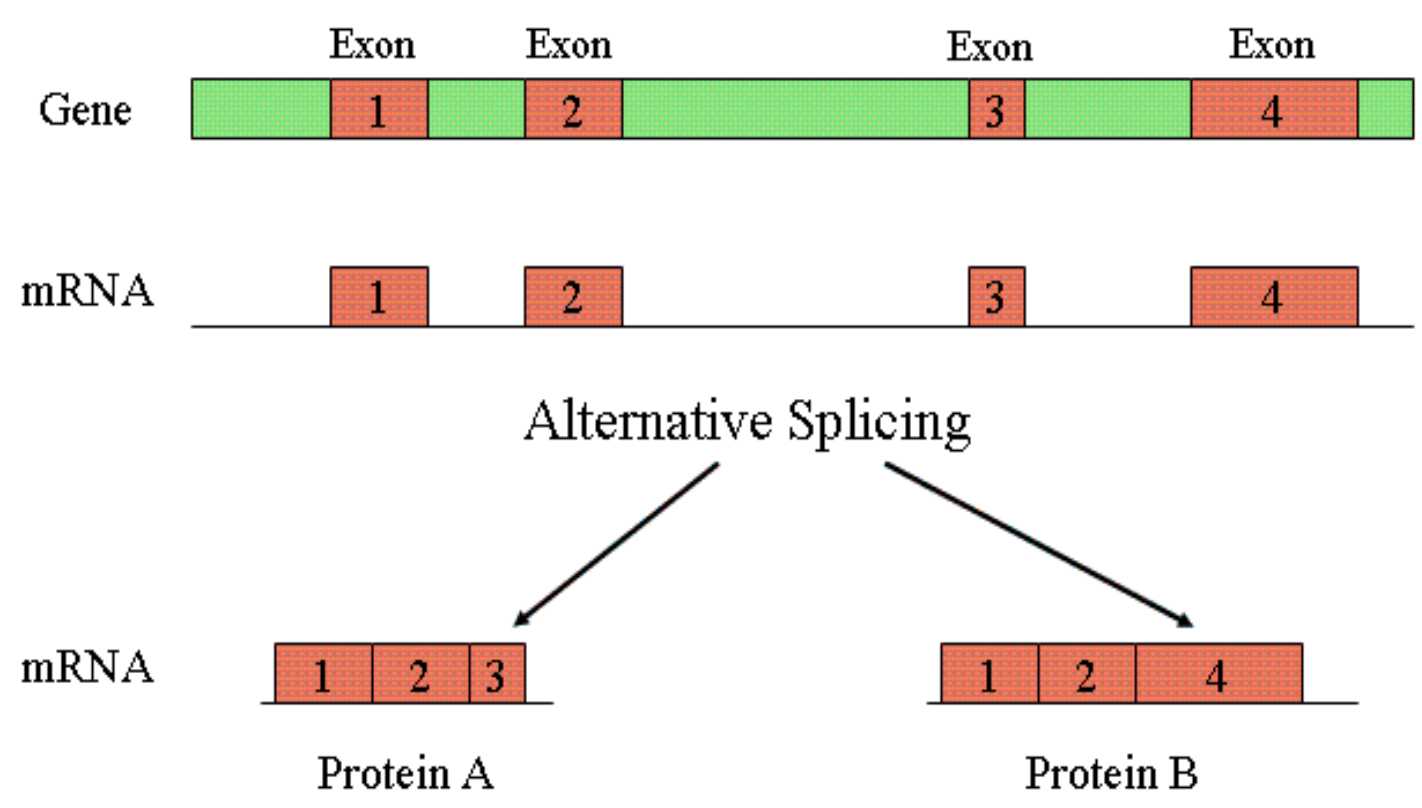 Exon Exon Exon Exon
Gene 1 2 3 4
mRNA 1 2 3 4
Alternative Splicing
mRNA 1 2 3 1 2 4
Protein A Protein B